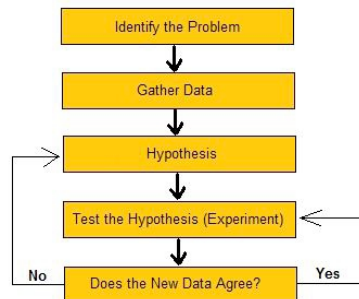 Identify the Problem
Gather Data
Hypothesis
Test the Hypothesis (Experiment)
No
Does the New Data Agree?
Yes